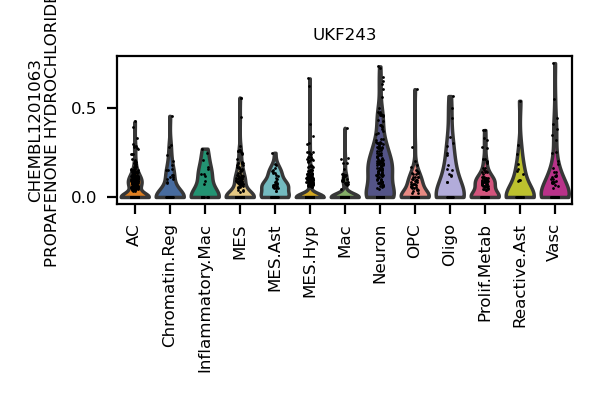 UKF243
CHEMBL1201063
PROPAFENONE HYDROCHLORIDE
0.5
0.0
AC
Chromatin.Reg
Inflammatory.Mac
MES
MES.Ast
MES.Hyp
Mac
Neuron
OPC
Oligo
Prolif.Metab
Reactive.Ast
Vasc